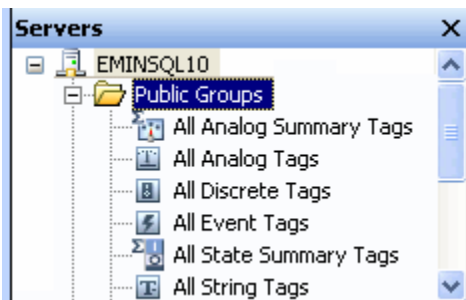 Servers
EMINSQL10
Public Groups
All Analog Summary Tags
All Analog Tags
All Discrete Tags
All Event Tags
All State Summary Tags
All String Tags